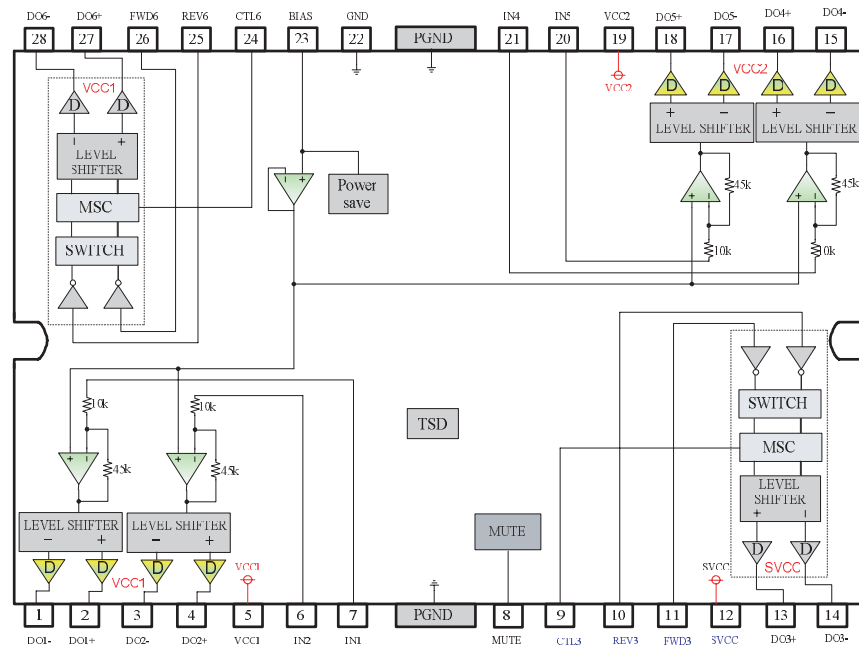 DO6- DO6+ FWD6 REV6 CTL6 BIAS GND IN4 IN5 VCC2 DO5+ DO5- DO4+ DO4-
28 27 26 25 24 23 22 PGND 21 20 19 18 17 16 15
VCC1 VCC2 VCC2
D D D D D D
- + + - + -
LEVEL SHIFTER LEVEL SHIFTER LEVEL SHIFTER
MSC
- +
Power save
45k 45k
+ - + -
SWITCH
10k 10k
10k 10k
TSD
SWITCH
+ - + -
MSC
45k 45k
LEVEL SHIFTER
+ -
LEVEL SHIFTER LEVEL SHIFTER
- + - +
MUTE
D D
D D D D
VCC1 VCC1 SVCC SVCC
1 2 3 4 5 6 7 PGND 8 9 10 11 12 13 14
DO1- DO1+ DO2- DO2+ VCC1 IN2 IN1 MUTE CTL3 REV3 FWD3 SVCC DO3+ DO3-